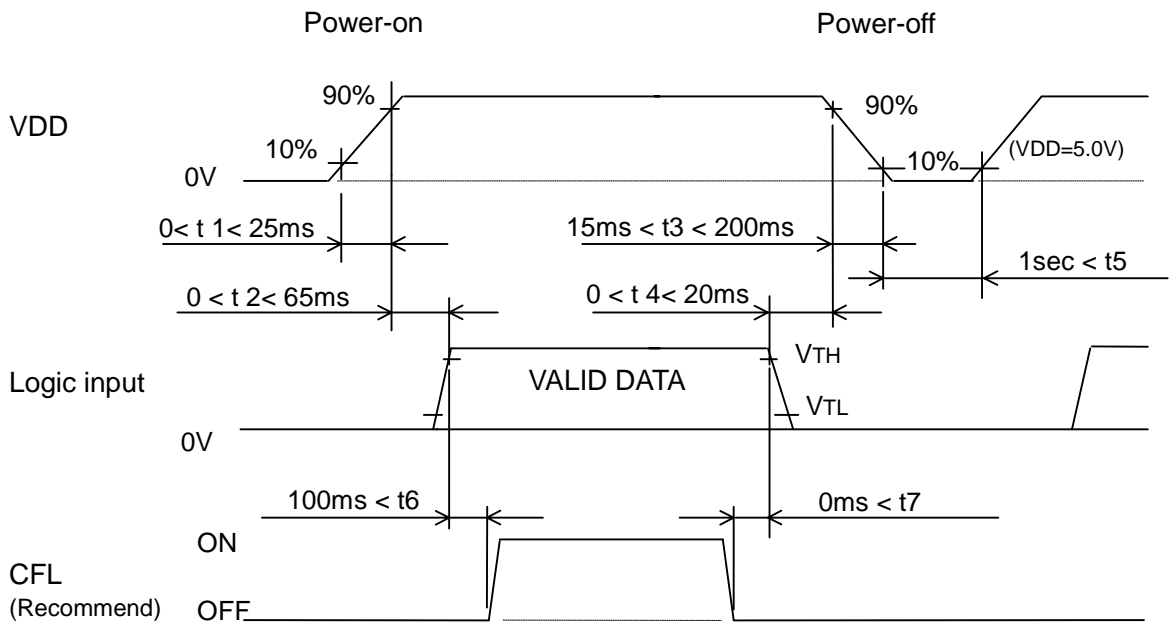 Power-on
Power-off
VDD
90%
90%
10%
10%
(VDD=5.0V)
0V
0< t 1< 25ms
15ms < t3 < 200ms
1sec < t5
0 < t 2< 65ms
0 < t 4< 20ms
VTH
Logic input
VALID DATA
VTL
0V
100ms < t6
0ms < t7
ON
CFL
(Recommend)
OFF